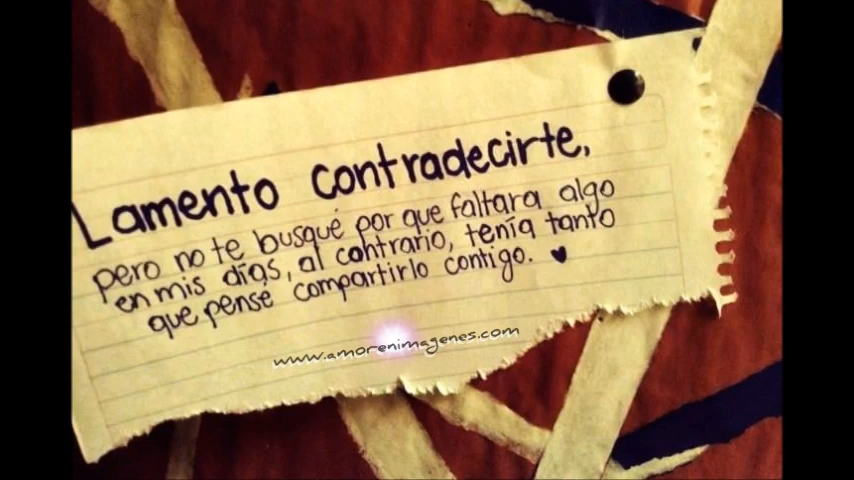 Lamento contradecirte,
pero no te busqué por que faltara algo
en mis días, al contrario, tenía tanto
que pensé compartirlo contigo. ♥
www.amorenimagenes.com